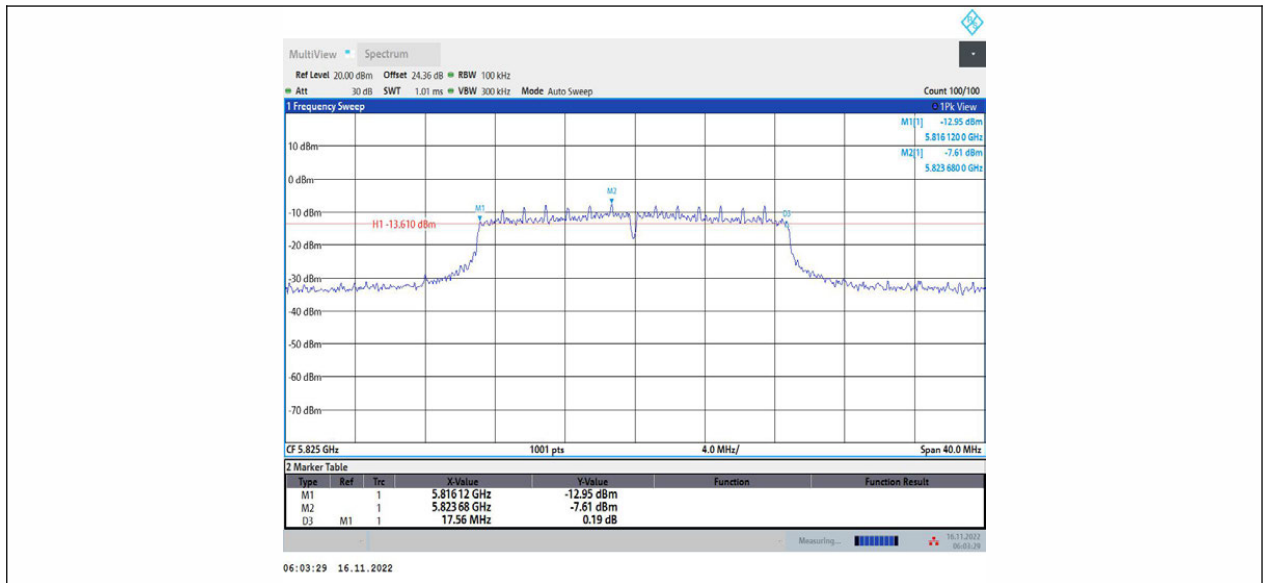 MultiView Spectrum
Ref Level 20.00 dBm Offset 24.36 dB RBW 100 kHz
Att 30 dB SWT 1.01 ms VBW 300 kHz Mode Auto Sweep Count 100/100
1 Frequency Sweep 1Pk View
M1[1] -12.95 dBm
5.816 120 0 GHz
10 dBm
M2[1] -7.61 dBm
5.823 680 0 GHz
0 dBm
M2
M1
D3
-10 dBm
H1 -13.610 dBm
-20 dBm
-30 dBm
-40 dBm
-50 dBm
-60 dBm
-70 dBm
CF 5.825 GHz 1001 pts 4.0 MHz/ Span 40.0 MHz
2 Marker Table
Type Ref Trc X-Value Y-Value Function Function Result
M1 1 5.816 12 GHz -12.95 dBm
M2 1 5.823 68 GHz -7.61 dBm
D3 M1 1 17.56 MHz 0.19 dB
Measuring... 16.11.2022
06:03:29
06:03:29 16.11.2022